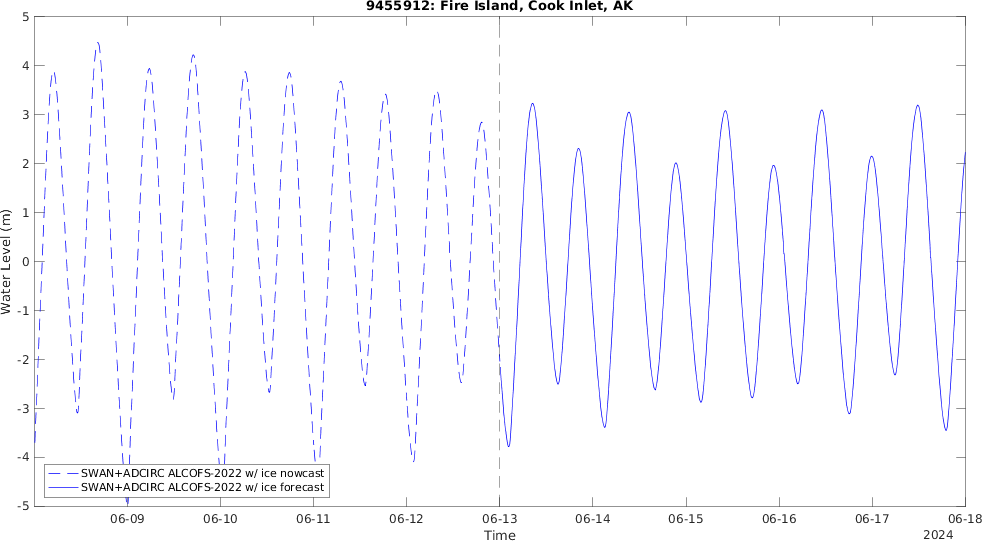 9455912: Fire Island, Cook Inlet, AK
5
4
3
2
1
0
-1
-2
-3
-4
-5
Water Level (m)
SWAN+ADCIRC ALCOFS-2022 w/ ice nowcast
SWAN+ADCIRC ALCOFS-2022 w/ ice forecast
06-09 06-10 06-11 06-12 06-13 06-14 06-15 06-16 06-17 06-18
Time
2024